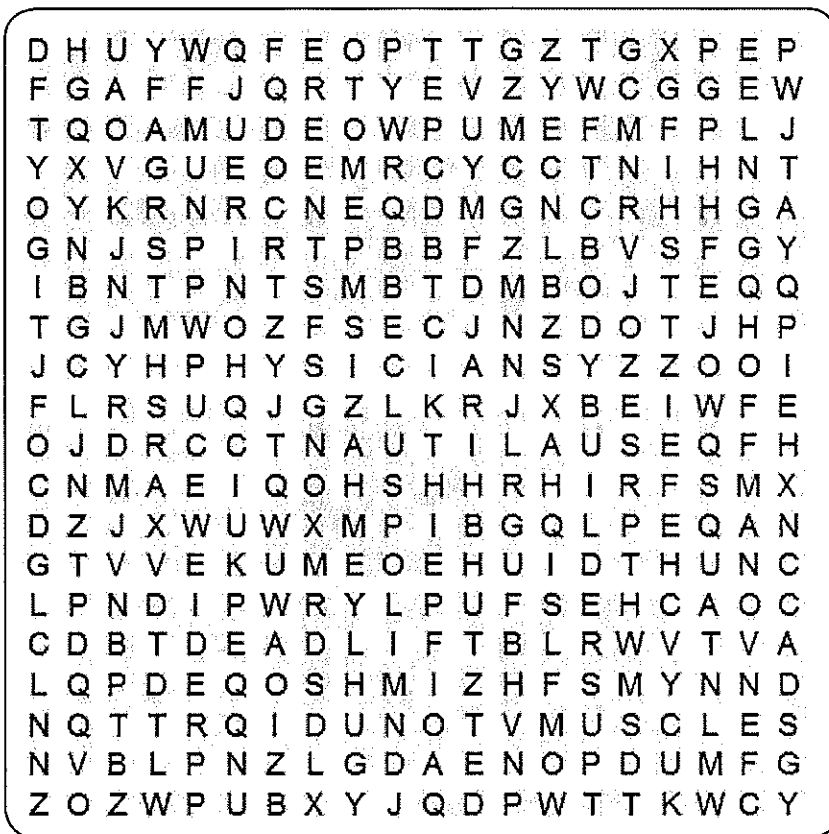 D H U Y W Q F E O P T T G Z T G X P E P
F G A F F J Q R T Y E V Z Y W C G G E W
T Q O A M U D E O W P U M E F M F P L J
Y X V G U E O E M R C Y C C T N I H N T
O Y K R N R C N E Q D M G N C R H H G A
G N J S P I R T P B B F Z L B V S F G Y
I B N T P N T S M B T D M B O J T E Q Q
T G J M W O Z F S E C J N Z D O T J H P
J C Y H P H Y S I C I A N S Y Z Z O O I
F L R S U Q J G Z L K R J X B E I W F E
O J D R C C T N A U T I L A U S E Q F H
C N M A E I Q O H S H H R H I R F S M X
D Z J X W U W X M P I B G Q L P E Q A N
G T V V E K U M E O E H U I D T H U N C
L P N D I P W R Y L P U F S E H C A O C
C D B T D E A D L I F T B L R W V T V A
L Q P D E Q O S H M I Z H F S M Y N N D
N Q T T R Q I D U N O T V M U S C L E S
N V B L P N Z L G D A E N O P D U M F G
Z O Z W P U B X Y J Q D P W T T K W C Y